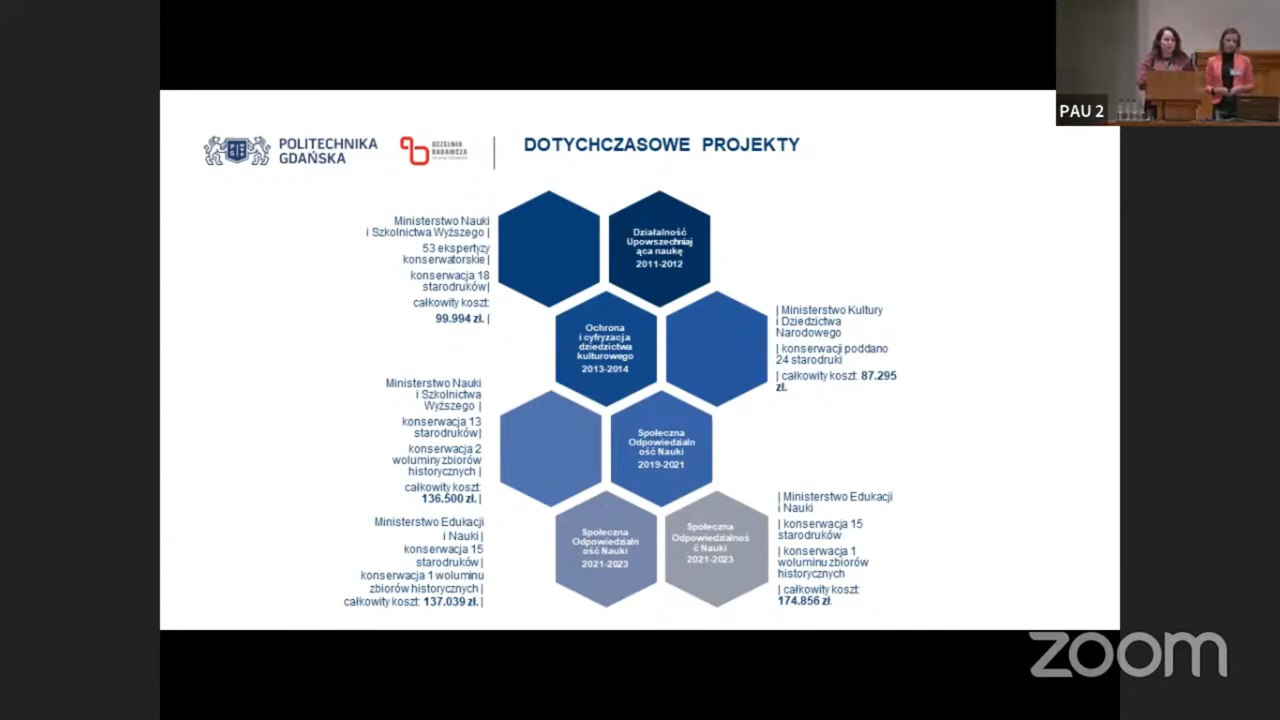 PAU 2
POLITECHNIKA
GDAŃSKA
UCZELNIA
BADAWCZA
DOTYCHCZASOWE PROJEKTY
Ministerstwo Nauki
i Szkolnictwa Wyższego |
53 ekspertyzy
konserwatorskie |
konserwacja 18
starodruków|
całkowity koszt:
99.994 zł. |
Działalność
Upowszechniaj
ąca naukę
2011-2012
Ochrona
i cyfryzacja
dziedzictwa
kulturowego
2013-2014
| Ministerstwo Kultury
i Dziedzictwa
Narodowego
| konserwacji poddano
24 starodruki
| całkowity koszt: 87.295
zł.
Ministerstwo Nauki
i Szkolnictwa
Wyższego |
konserwacja 13
starodruków|
konserwacja 2
woluminy zbiorów
historycznych |
całkowity koszt:
136.500 zł. |
Społeczna
Odpowiedzialn
ość Nauki
2019-2021
Ministerstwo Edukacji
i Nauki |
konserwacja 15
starodruków |
konserwacja 1 woluminu
zbiorów historycznych |
całkowity koszt: 137.039 zł. |
Społeczna
Odpowiedzialn
ość Nauki
2021-2023
Społeczna
Odpowiedzialnoś
ć Nauki
2021-2023
| Ministerstwo Edukacji
i Nauki
| konserwacja 15
starodruków
| konserwacja 1
woluminu zbiorów
historycznych
| całkowity koszt:
174.856 zł.
zoom